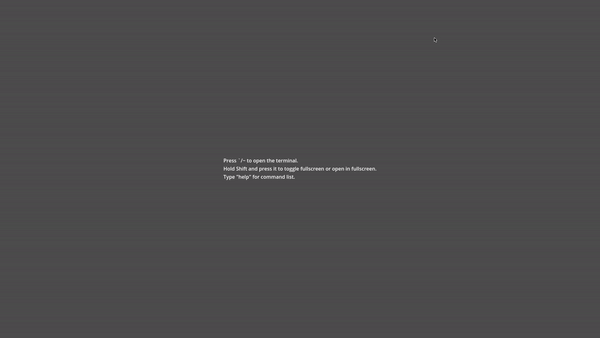 Press `/~ to open the terminal.
Hold Shift and press it to toggle fullscreen or open in fullscreen.
Type "help" for command list.